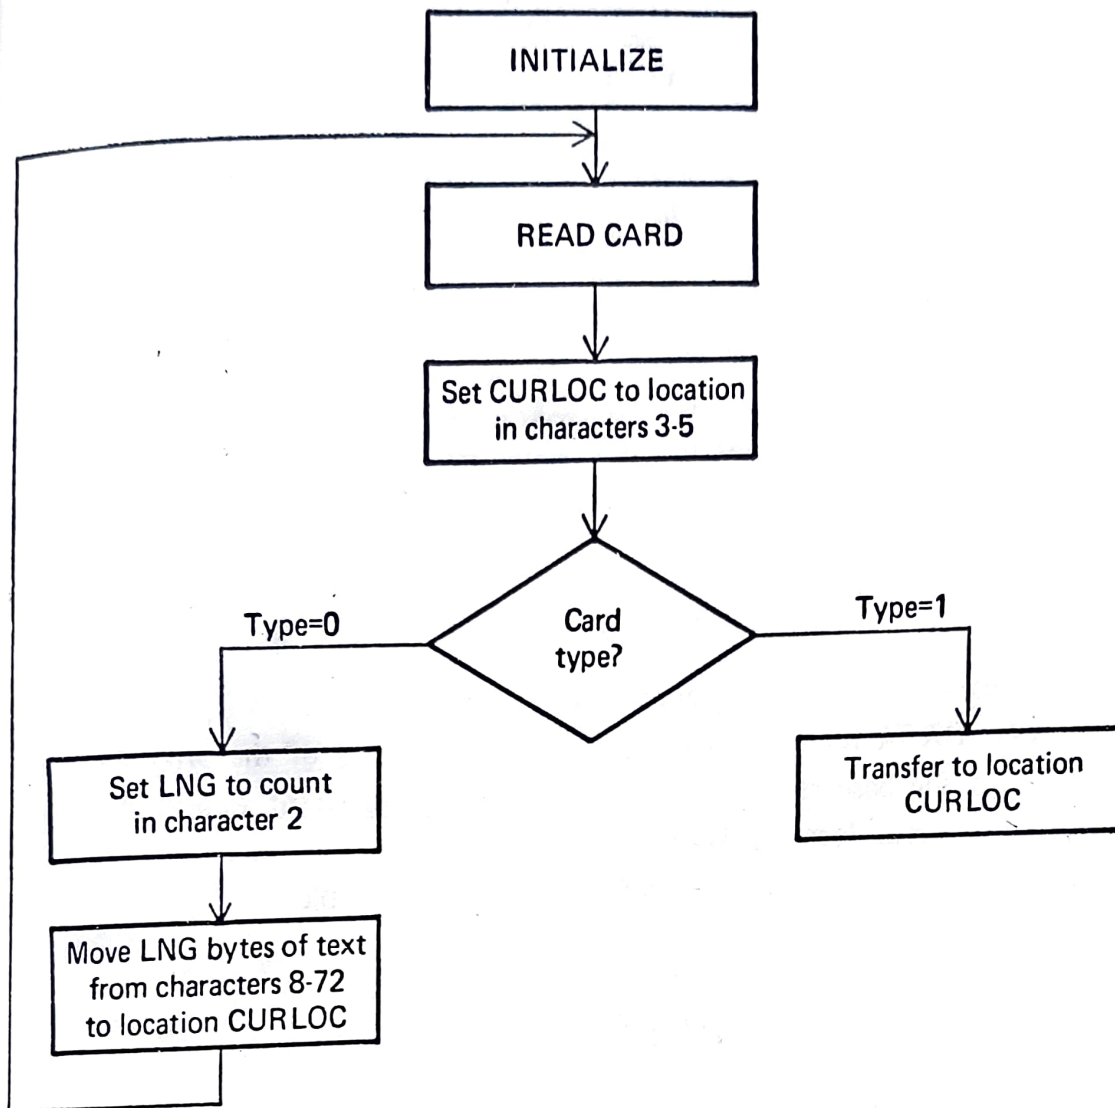 INITIALIZE
READ CARD
Set CURLOC to location
in characters 3-5
Card
type?
Type=0
Type=1
Set LNG to count
in character 2
Transfer to location
CURLOC
Move LNG bytes of text
from characters 8-72
to location CURLOC